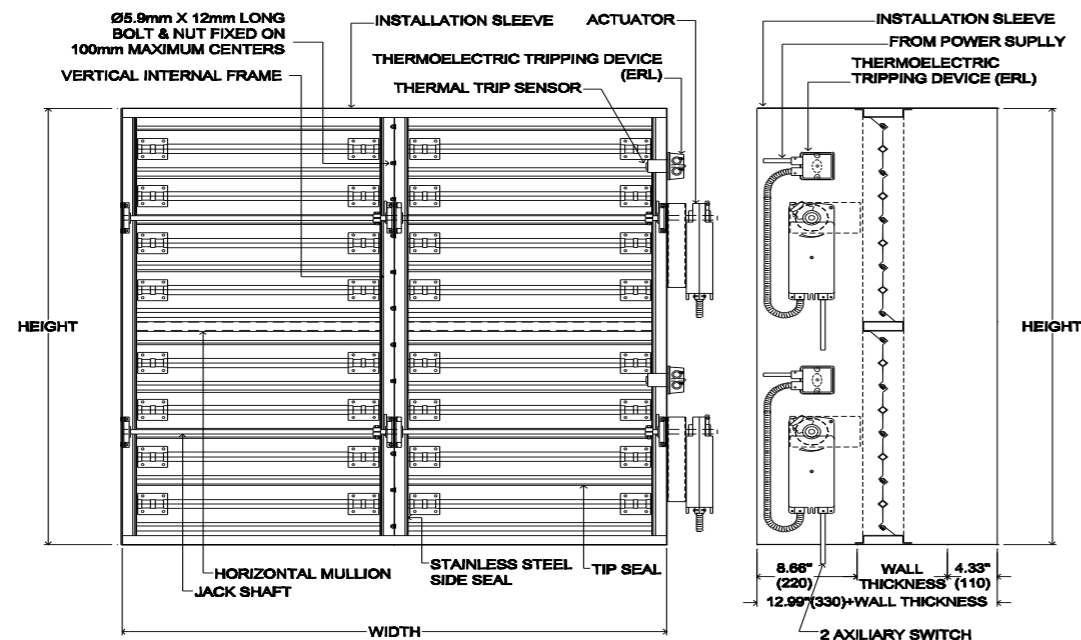 Ø5.9mm X 12mm LONG
BOLT & NUT FIXED ON
100mm MAXIMUM CENTERS
VERTICAL INTERNAL FRAME
INSTALLATION SLEEVE
ACTUATOR
THERMOELECTRIC TRIPPING DEVICE
(ERL)
THERMAL TRIP SENSOR
HEIGHT
HORIZONTAL MULLION
JACK SHAFT
STAINLESS STEEL
SIDE SEAL
TIP SEAL
WIDTH
INSTALLATION SLEEVE
FROM POWER SUPLLY
THERMOELECTRIC
TRIPPING DEVICE (ERL)
HEIGHT
8.66"
(220)
WALL
THICKNESS
4.33"
(110)
12.99"(330)+WALL THICKNESS
2 AXILIARY SWITCH